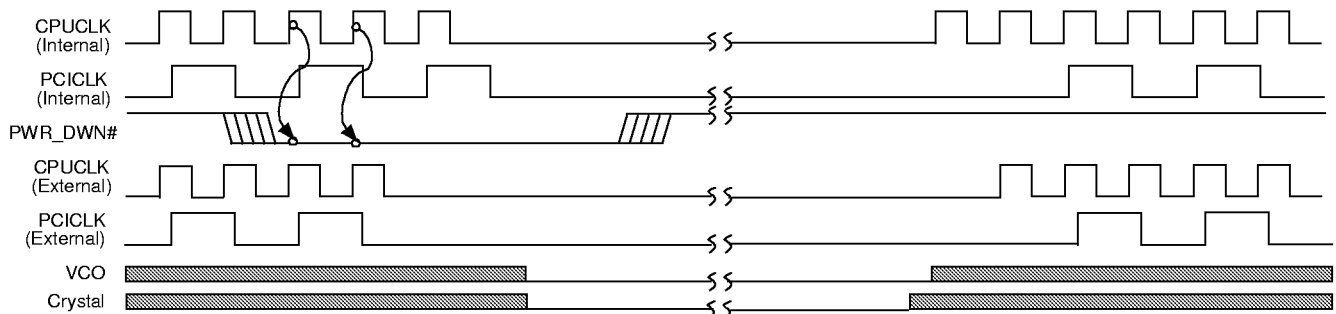 CPUCLK
(Internal)
PCICLK
(Internal)
PWR_DWN#
CPUCLK
(External)
PCICLK
(External)
VCO
Crystal